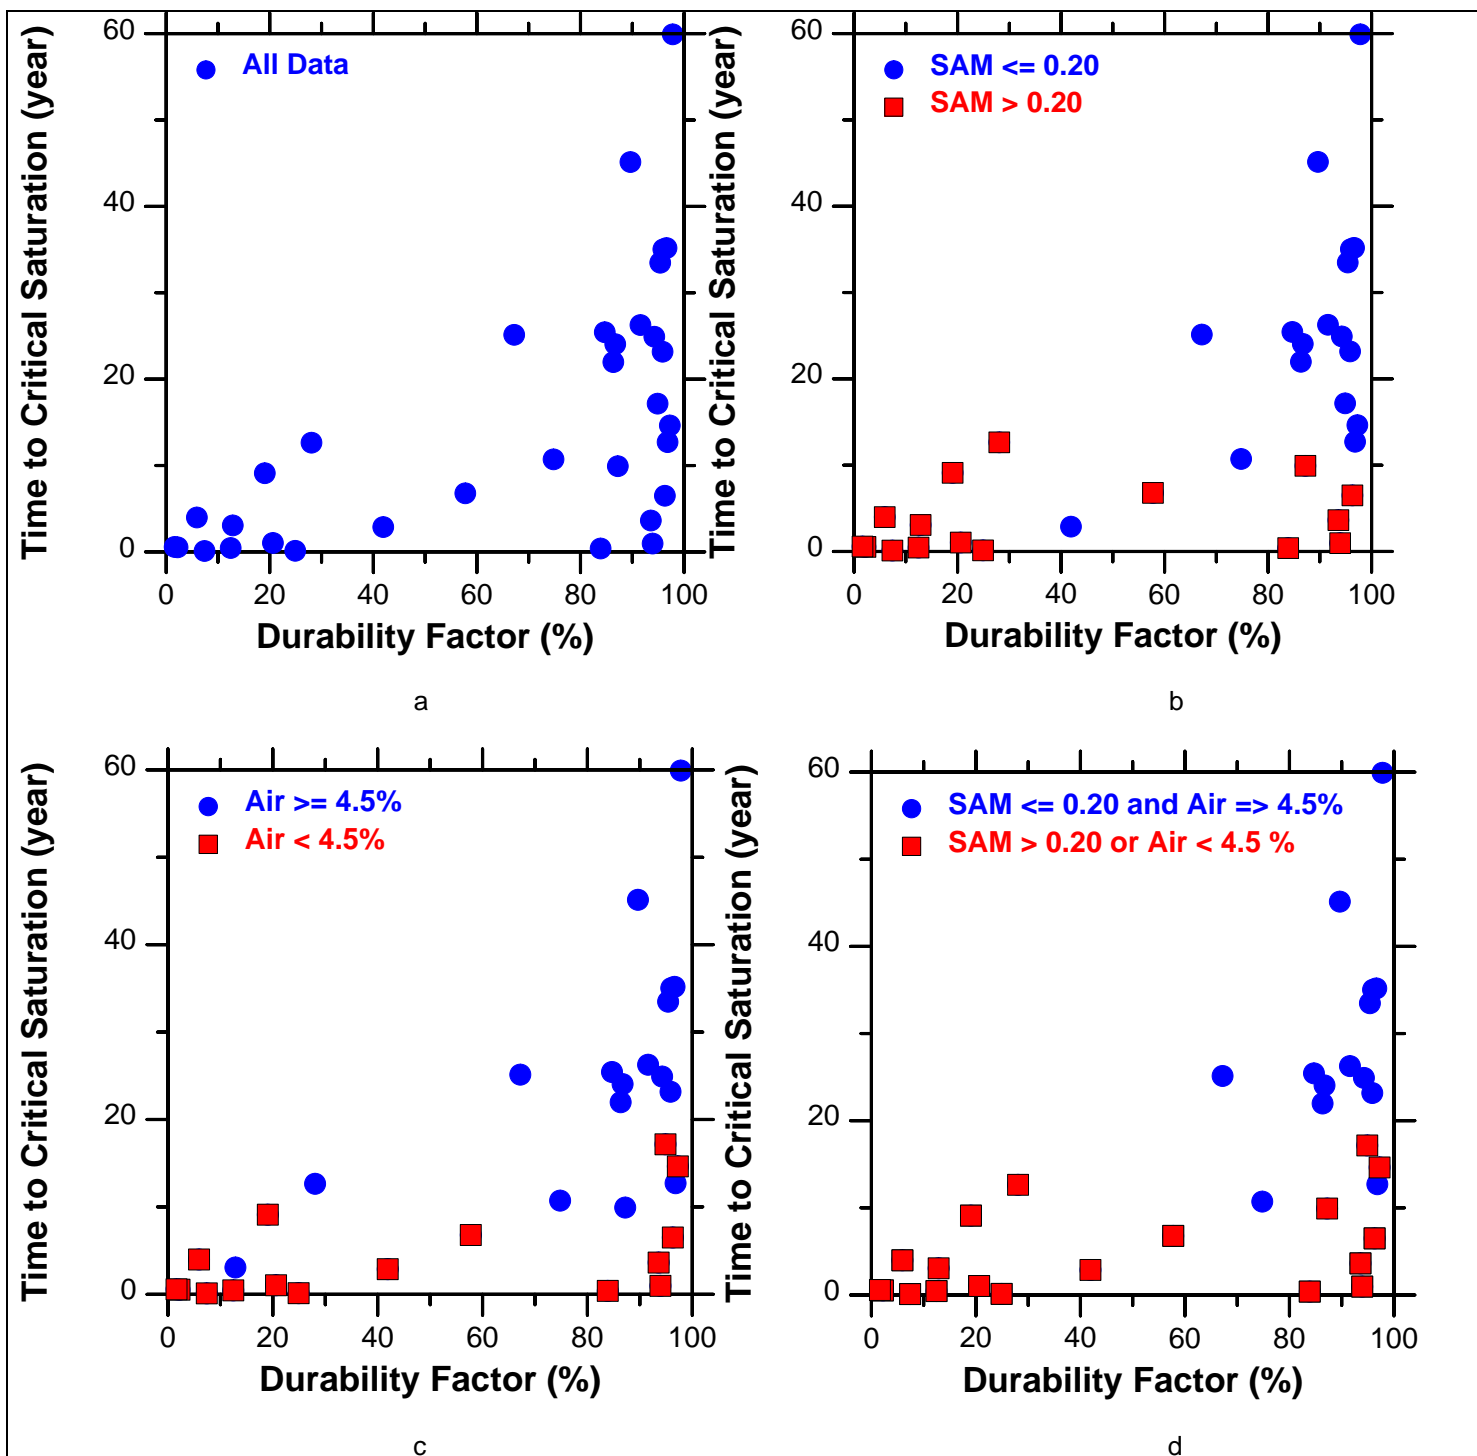 Time to Critical Saturation (year)
60
40
20
0
All Data
0 20 40 60 80 100
Durability Factor (%)
a
Time to Critical Saturation (year)
60
40
20
0
SAM <= 0.20
SAM > 0.20
0 20 40 60 80 100
Durability Factor (%)
b
Time to Critical Saturation (year)
60
40
20
0
Air >= 4.5%
Air < 4.5%
0 20 40 60 80 100
Durability Factor (%)
c
Time to Critical Saturation (year)
60
40
20
0
SAM <= 0.20 and Air => 4.5%
SAM > 0.20 or Air < 4.5 %
0 20 40 60 80 100
Durability Factor (%)
d